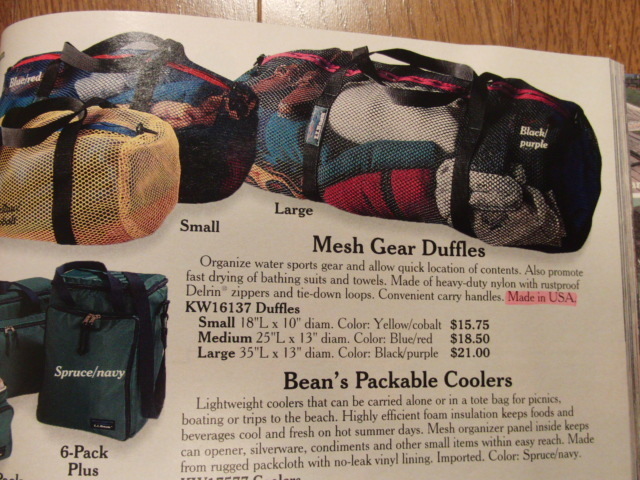 Blue/red
Black/
purple
Large
Small
Mesh Gear Duffles
Organize water sports gear and allow quick location of contents. Also promote
fast drying of bathing suits and towels. Made of heavy-duty nylon with rustproof
Delrin® zippers and tie-down loops. Convenient carry handles. Made in USA.
KW16137 Duffles
Small 18"L x 10" diam. Color: Yellow/cobalt $15.75
Medium 25"L x 13" diam. Color: Blue/red $18.50
Large 35"L x 13" diam. Color: Black/purple $21.00
Spruce/navy
Bean's Packable Coolers
Lightweight coolers that can be carried alone or in a tote bag for picnics,
boating or trips to the beach. Highly efficient foam insulation keeps foods and
beverages cool and fresh on hot summer days. Mesh organizer panel inside keeps
can opener, silverware, condiments and other small items within easy reach. Made
from rugged packcloth with no-leak vinyl lining. Imported. Color: Spruce/navy.
6-Pack
Plus